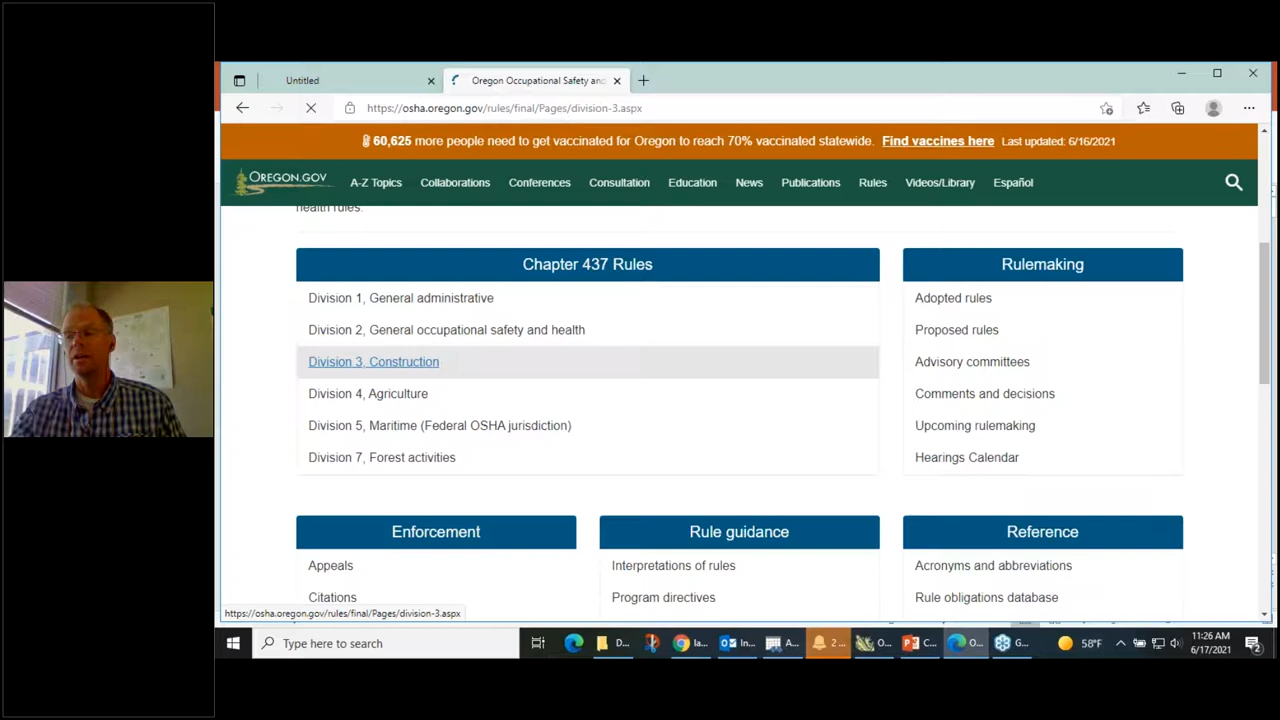 Untitled
Oregon Occupational Safety and
https://osha.oregon.gov/rules/final/Pages/division-3.aspx
60,625 more people need to get vaccinated for Oregon to reach 70% vaccinated statewide. Find vaccines here Last updated: 6/16/2021
OREGON.GOV
A-Z Topics Collaborations Conferences Consultation Education News Publications Rules Videos/Library Español
health rules.
Chapter 437 Rules
Division 1, General administrative
Division 2, General occupational safety and health
Division 3, Construction
Division 4, Agriculture
Division 5, Maritime (Federal OSHA jurisdiction)
Division 7, Forest activities
Rulemaking
Adopted rules
Proposed rules
Advisory committees
Comments and decisions
Upcoming rulemaking
Hearings Calendar
Enforcement
Appeals
Citations
Rule guidance
Interpretations of rules
Program directives
Reference
Acronyms and abbreviations
Rule obligations database
https://osha.oregon.gov/rules/final/Pages/division-3.aspx
Type here to search
D... la... In... A... 2... O... C... O... G...
58°F
11:26 AM
6/17/2021
2